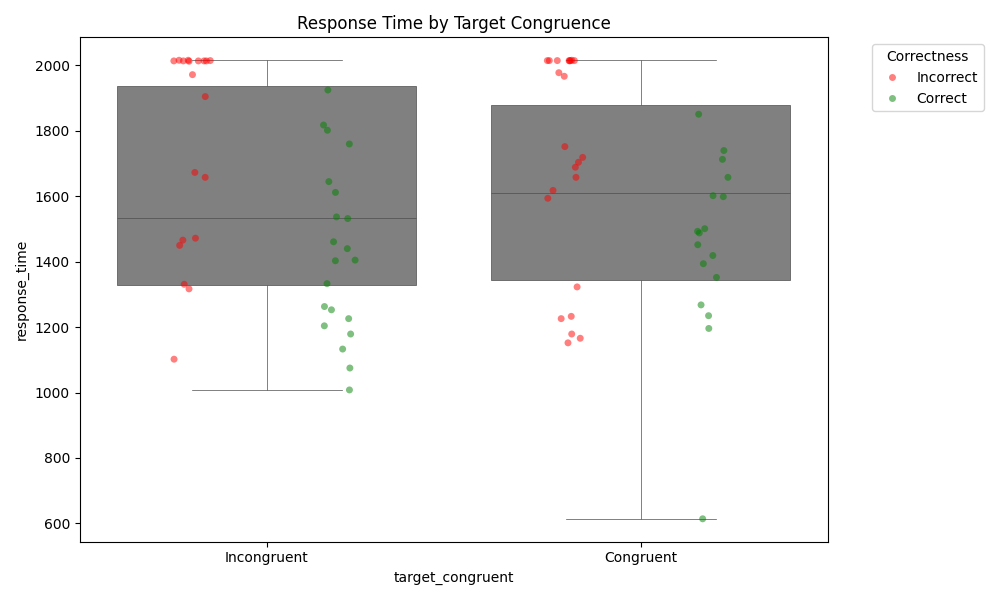 Response Time by Target Congruence
Correctness
Incorrect
Correct
response_time
2000
1800
1600
1400
1200
1000
800
600
Incongruent
Congruent
target_congruent